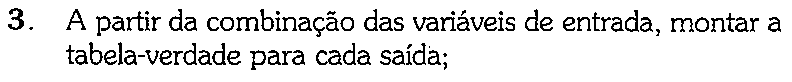 3. A partir da combinação das variáveis de entrada, montar a
tabela-verdade para cada saída;